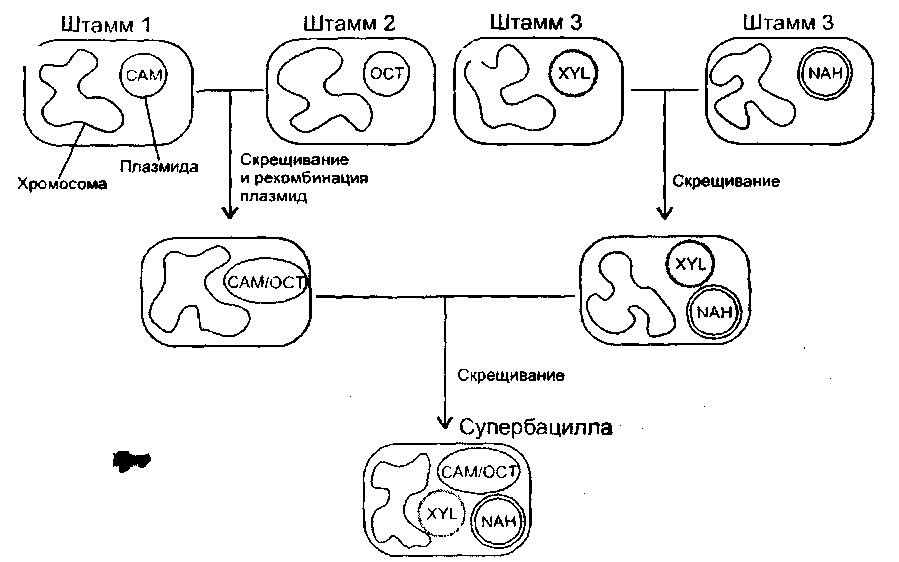 Штамм 1
Штамм 2
Штамм 3
Штамм 3
CAM
OCT
XYL
NAH
Плазмида
Хромосома
Скрещивание
и рекомбинация
плазмид
Скрещивание
CAM/OCT
XYL
NAH
Скрещивание
Супербацилла
CAM/OCT
XYL
NAH